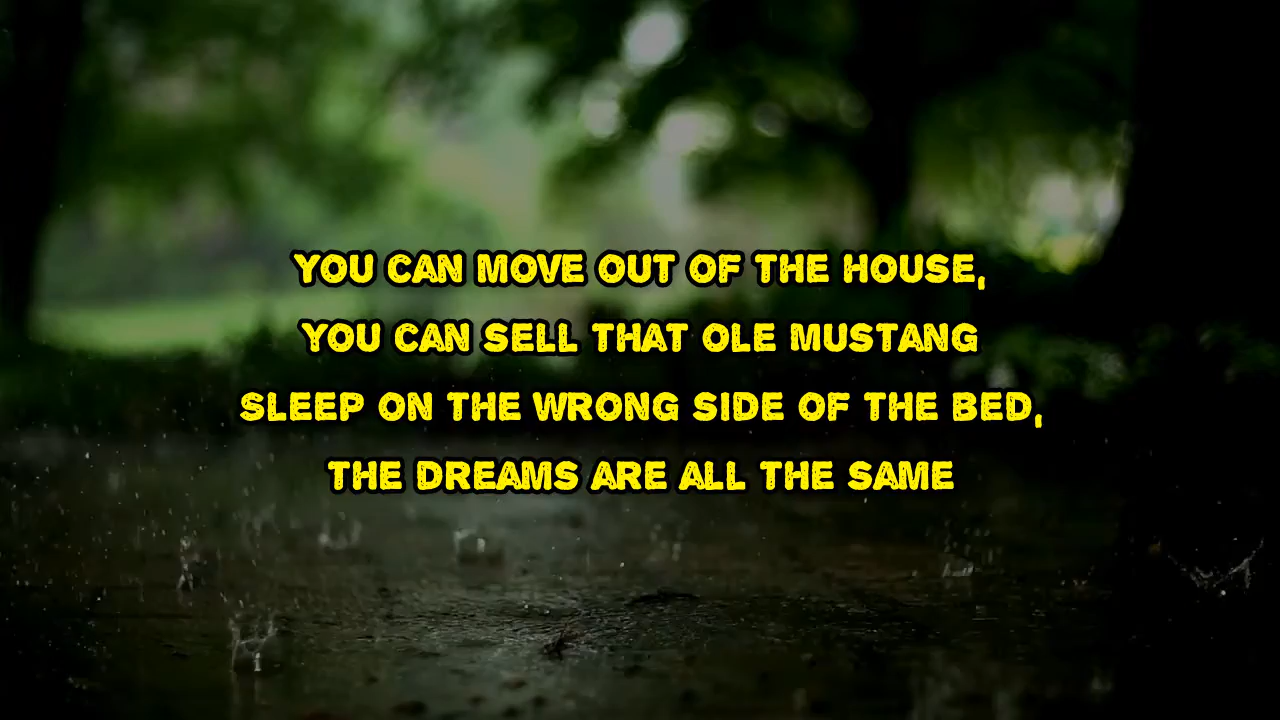 YOU CAN MOVE OUT OF THE HOUSE,
YOU CAN SELL THAT OLE MUSTANG
SLEEP ON THE WRONG SIDE OF THE BED,
THE DREAMS ARE ALL THE SAME